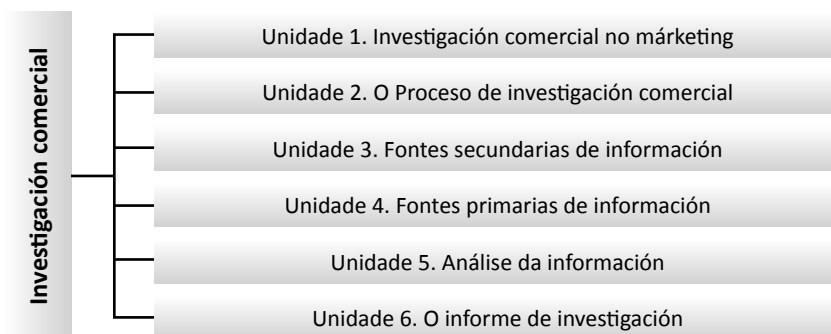 Investigación comercial
Unidade 1. Investigación comercial no márketing
Unidade 2. O Proceso de investigación comercial
Unidade 3. Fontes secundarias de información
Unidade 4. Fontes primarias de información
Unidade 5. Análise da información
Unidade 6. O informe de investigación